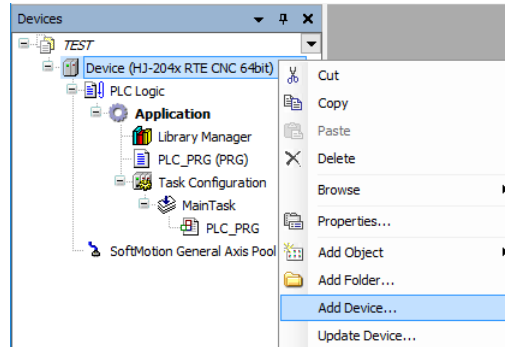 Devices
TEST
Device (HJ-204x RTE CNC 64bit)
PLC Logic
Application
Library Manager
PLC_PRG (PRG)
Task Configuration
MainTask
PLC_PRG
SoftMotion General Axis Pool
Cut
Copy
Paste
Delete
Browse
Properties...
Add Object
Add Folder...
Add Device...
Update Device...